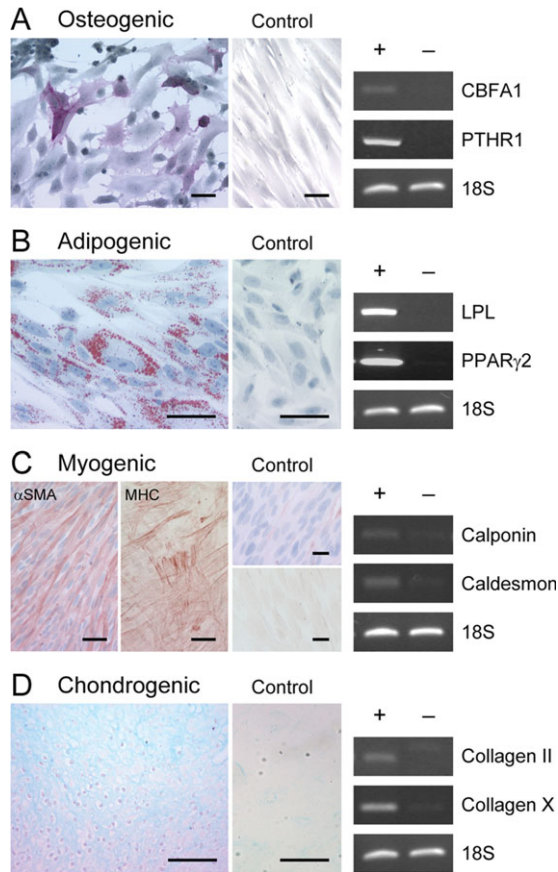 A Osteogenic Control + −
CBFA1
PTHR1
18S
B Adipogenic Control + −
LPL
PPARγ2
18S
C Myogenic Control + −
αSMA MHC
Calponin
Caldesmon
18S
D Chondrogenic Control + −
Collagen II
Collagen X
18S